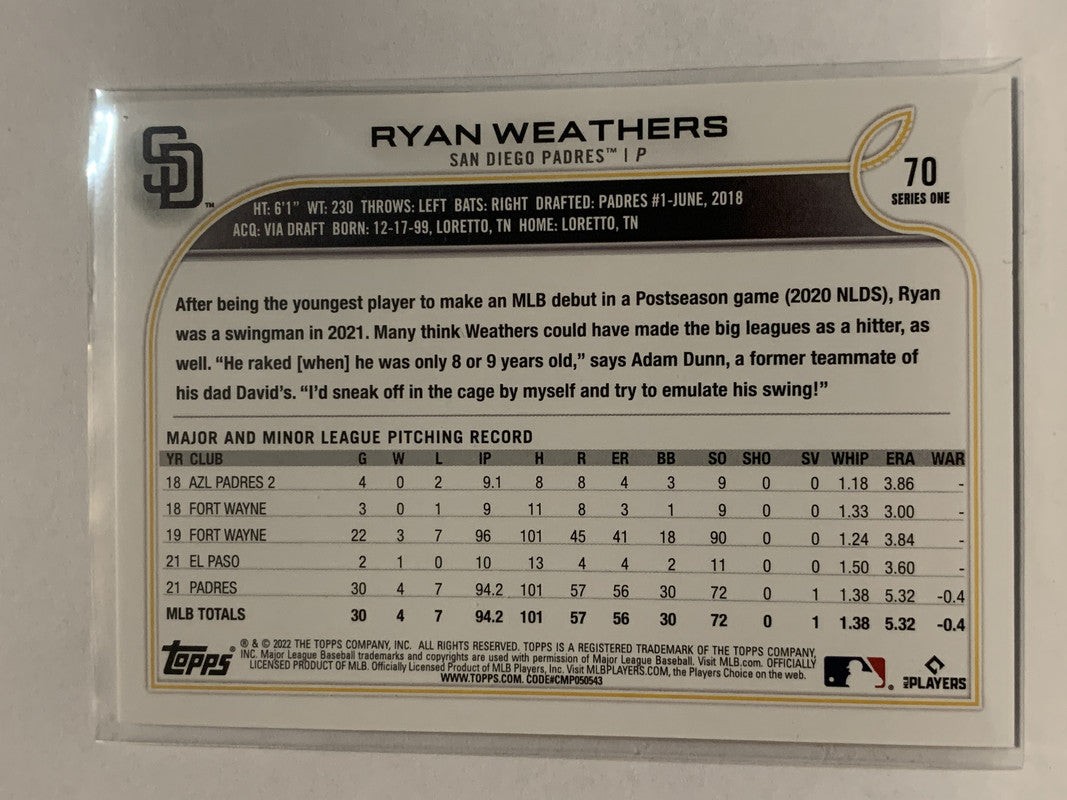 SD™
RYAN WEATHERS
SAN DIEGO PADRES™ | P
70
SERIES ONE
HT: 6'1" WT: 230 THROWS: LEFT BATS: RIGHT DRAFTED: PADRES #1-JUNE, 2018
ACQ: VIA DRAFT BORN: 12-17-99, LORETTO, TN HOME: LORETTO, TN
After being the youngest player to make an MLB debut in a Postseason game (2020 NLDS), Ryan
was a swingman in 2021. Many think Weathers could have made the big leagues as a hitter, as
well. “He raked [when] he was only 8 or 9 years old,” says Adam Dunn, a former teammate of
his dad David’s. “I’d sneak off in the cage by myself and try to emulate his swing!”
MAJOR AND MINOR LEAGUE PITCHING RECORD
YR CLUB G W L IP H R ER BB SO SHO SV WHIP ERA WAR
18 AZL PADRES 2 4 0 2 9.1 8 8 4 3 9 0 0 1.18 3.86 -
18 FORT WAYNE 3 0 1 9 11 8 3 1 9 0 0 1.33 3.00 -
19 FORT WAYNE 22 3 7 96 101 45 41 18 90 0 0 1.24 3.84 -
21 EL PASO 2 1 0 10 13 4 4 2 11 0 0 1.50 3.60 -
21 PADRES 30 4 7 94.2 101 57 56 30 72 0 1 1.38 5.32 -0.4
MLB TOTALS 30 4 7 94.2 101 57 56 30 72 0 1 1.38 5.32 -0.4
topps® ® & © 2022 THE TOPPS COMPANY, INC. ALL RIGHTS RESERVED. TOPPS IS A REGISTERED TRADEMARK OF THE TOPPS COMPANY,
INC. Major League Baseball trademarks and copyrights are used with permission of Major League Baseball. Visit MLB.com. OFFICIALLY
LICENSED PRODUCT OF MLB. Officially Licensed Product of MLB Players, Inc. Visit MLBPLAYERS.COM, the Players Choice on the web.
WWW.TOPPS.COM. CODE#CMP050543
MLB PLAYERS